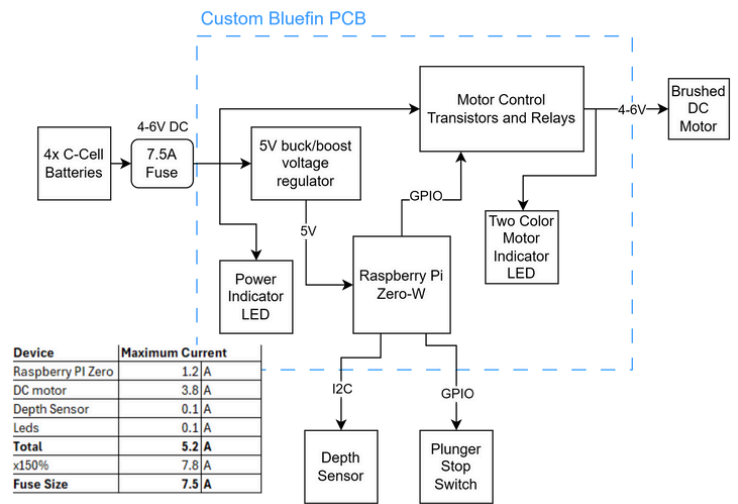 Custom Bluefin PCB
4x C-Cell
Batteries
4-6V DC
7.5A
Fuse
5V buck/boost
voltage
regulator
Motor Control
Transistors and Relays
4-6V
Brushed
DC
Motor
GPIO
Two Color
Motor
Indicator
LED
5V
Power
Indicator
LED
Raspberry Pi
Zero-W
I2C
GPIO
Depth
Sensor
Plunger
Stop
Switch
Device Maximum Current
Raspberry PI Zero 1.2 A
DC motor 3.8 A
Depth Sensor 0.1 A
Leds 0.1 A
Total 5.2 A
x150% 7.8 A
Fuse Size 7.5 A